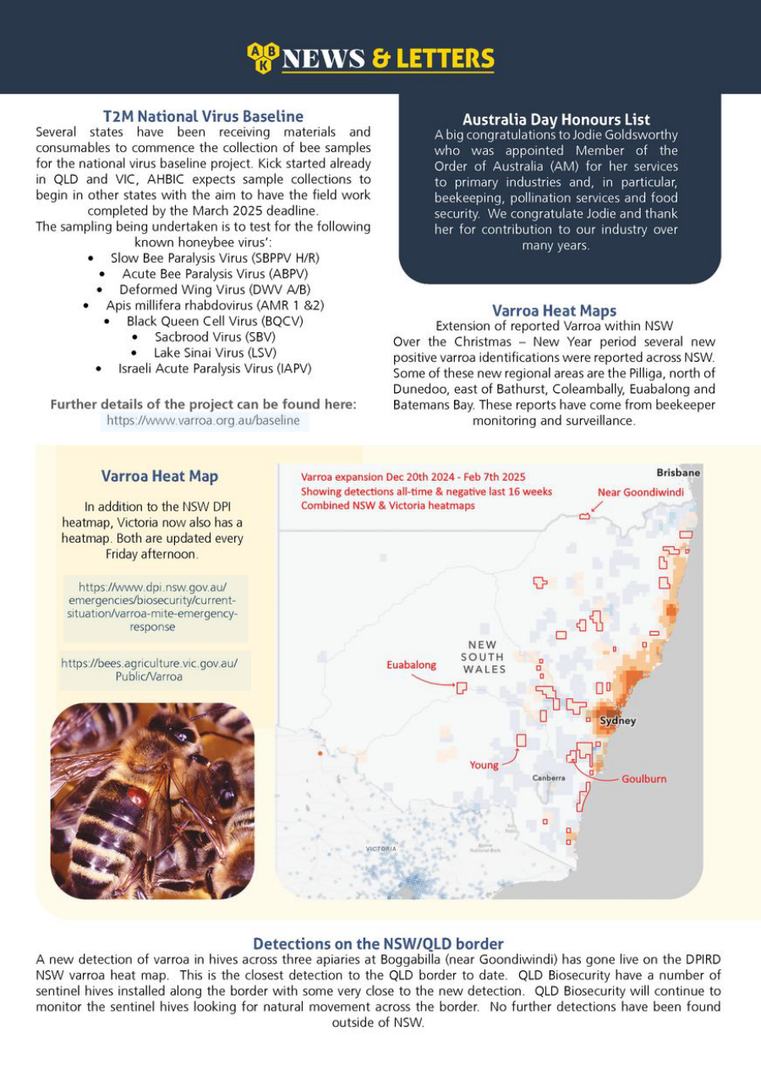 A B K NEWS & LETTERS
T2M National Virus Baseline
Several states have been receiving materials and
consumables to commence the collection of bee samples
for the national virus baseline project. Kick started already
in QLD and VIC, AHBIC expects sample collections to
begin in other states with the aim to have the field work
completed by the March 2025 deadline.
The sampling being undertaken is to test for the following
known honeybee virus’:
• Slow Bee Paralysis Virus (SBPPV H/R)
• Acute Bee Paralysis Virus (ABPV)
• Deformed Wing Virus (DWV A/B)
• Apis millifera rhabdovirus (AMR 1 &2)
• Black Queen Cell Virus (BQCV)
• Sacbrood Virus (SBV)
• Lake Sinai Virus (LSV)
• Israeli Acute Paralysis Virus (IAPV)
Further details of the project can be found here:
https://www.varroa.org.au/baseline
Australia Day Honours List
A big congratulations to Jodie Goldsworthy
who was appointed Member of the
Order of Australia (AM) for her services
to primary industries and, in particular,
beekeeping, pollination services and food
security. We congratulate Jodie and thank
her for contribution to our industry over
many years.
Varroa Heat Maps
Extension of reported Varroa within NSW
Over the Christmas – New Year period several new
positive varroa identifications were reported across NSW.
Some of these new regional areas are the Pilliga, north of
Dunedoo, east of Bathurst, Coleambally, Euabalong and
Batemans Bay. These reports have come from beekeeper
monitoring and surveillance.
Varroa Heat Map
In addition to the NSW DPI
heatmap, Victoria now also has a
heatmap. Both are updated every
Friday afternoon.
https://www.dpi.nsw.gov.au/
emergencies/biosecurity/current-
situation/varroa-mite-emergency-
response
https://bees.agriculture.vic.gov.au/
Public/Varroa
Varroa expansion Dec 20th 2024 - Feb 7th 2025
Showing detections all-time & negative last 16 weeks
Combined NSW & Victoria heatmaps
Brisbane
Near Goondiwindi
NEW
SOUTH
WALES
Euabalong
Sydney
Young
Canberra
Goulburn
VICTORIA
Detections on the NSW/QLD border
A new detection of varroa in hives across three apiaries at Boggabilla (near Goondiwindi) has gone live on the DPIRD
NSW varroa heat map. This is the closest detection to the QLD border to date. QLD Biosecurity have a number of
sentinel hives installed along the border with some very close to the new detection. QLD Biosecurity will continue to
monitor the sentinel hives looking for natural movement across the border. No further detections have been found
outside of NSW.